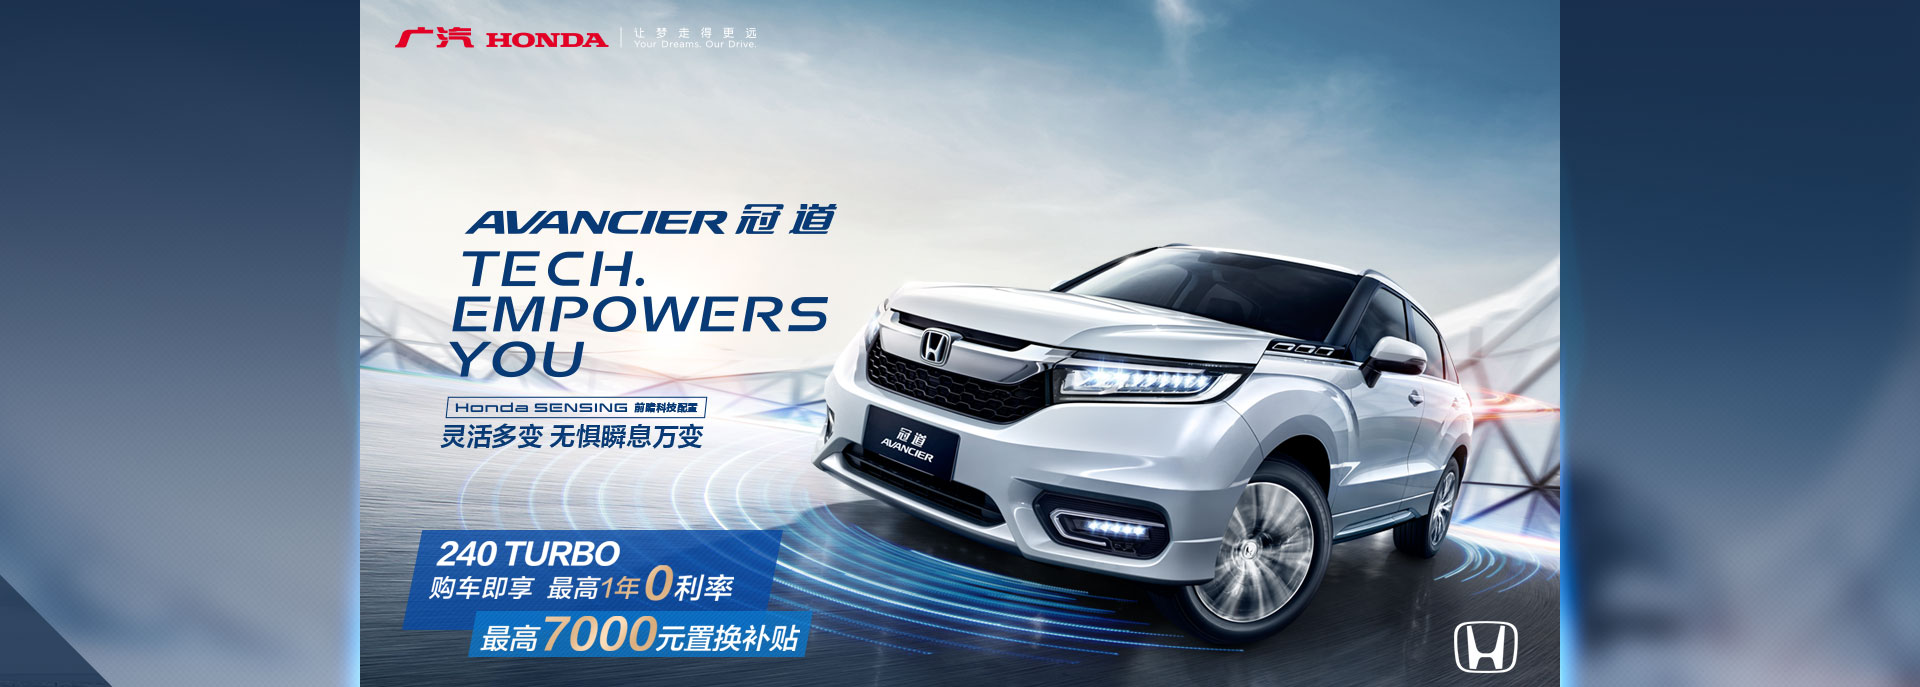 广汽 HONDA 让梦走得更远
Your Dreams. Our Drive.
AVANCIER 冠道
TECH.
EMPOWERS
YOU
Honda SENSING 前瞻科技配置
灵活多变 无惧瞬息万变
冠道
AVANCIER
240 TURBO
购车即享 最高1年0利率
最高7000元置换补贴